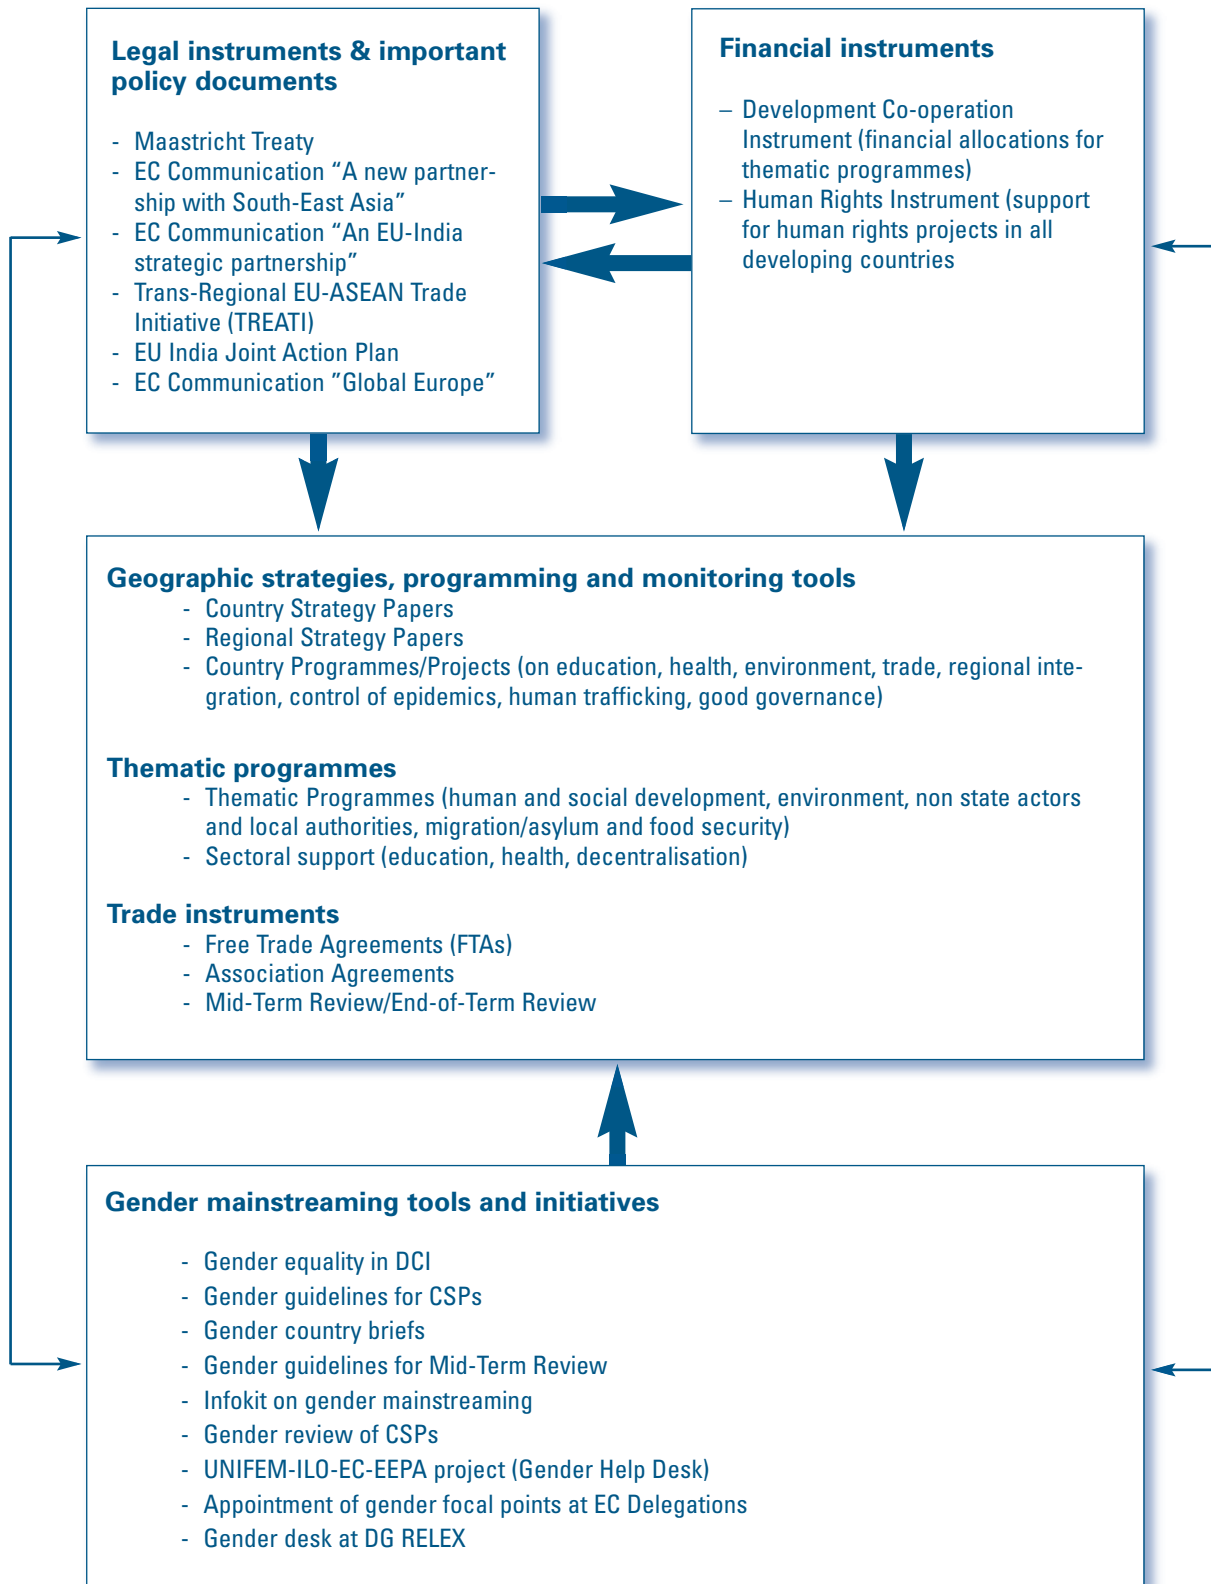 Legal instruments & important
policy documents
- Maastricht Treaty
- EC Communication “A new partner-
ship with South-East Asia”
- EC Communication “An EU-India
strategic partnership”
- Trans-Regional EU-ASEAN Trade
Initiative (TREATI)
- EU India Joint Action Plan
- EC Communication ”Global Europe”
Financial instruments
– Development Co-operation
Instrument (financial allocations for
thematic programmes)
– Human Rights Instrument (support
for human rights projects in all
developing countries
Geographic strategies, programming and monitoring tools
- Country Strategy Papers
- Regional Strategy Papers
- Country Programmes/Projects (on education, health, environment, trade, regional inte-
gration, control of epidemics, human trafficking, good governance)
Thematic programmes
- Thematic Programmes (human and social development, environment, non state actors
and local authorities, migration/asylum and food security)
- Sectoral support (education, health, decentralisation)
Trade instruments
- Free Trade Agreements (FTAs)
- Association Agreements
- Mid-Term Review/End-of-Term Review
Gender mainstreaming tools and initiatives
- Gender equality in DCI
- Gender guidelines for CSPs
- Gender country briefs
- Gender guidelines for Mid-Term Review
- Infokit on gender mainstreaming
- Gender review of CSPs
- UNIFEM-ILO-EC-EEPA project (Gender Help Desk)
- Appointment of gender focal points at EC Delegations
- Gender desk at DG RELEX